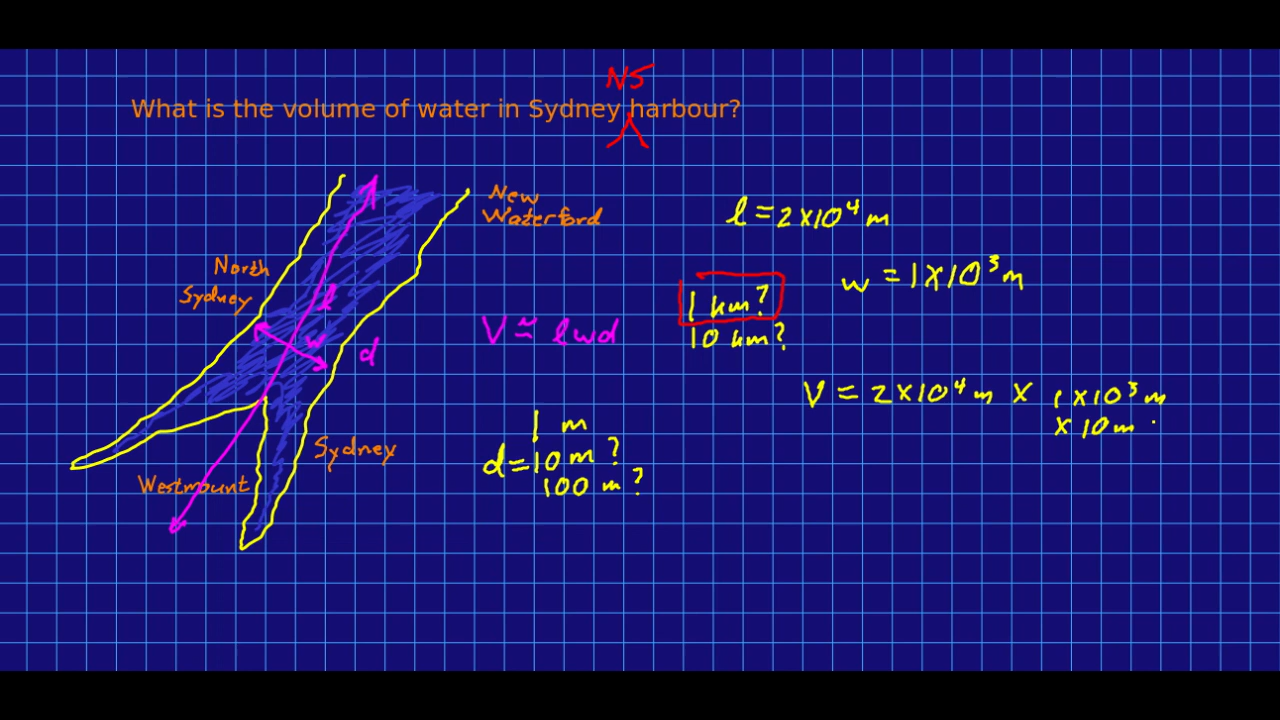 NS
What is the volume of water in Sydney harbour?
New
Waterford
l = 2 x 10⁴ m
North
Sydney
w = 1 x 10³ m
1 km?
10 km?
l
w
d
V ≈ lwd
V = 2 x 10⁴ m x 1 x 10³ m
x 10 m
1 m
d = 10 m ?
100 m ?
Sydney
Westmount